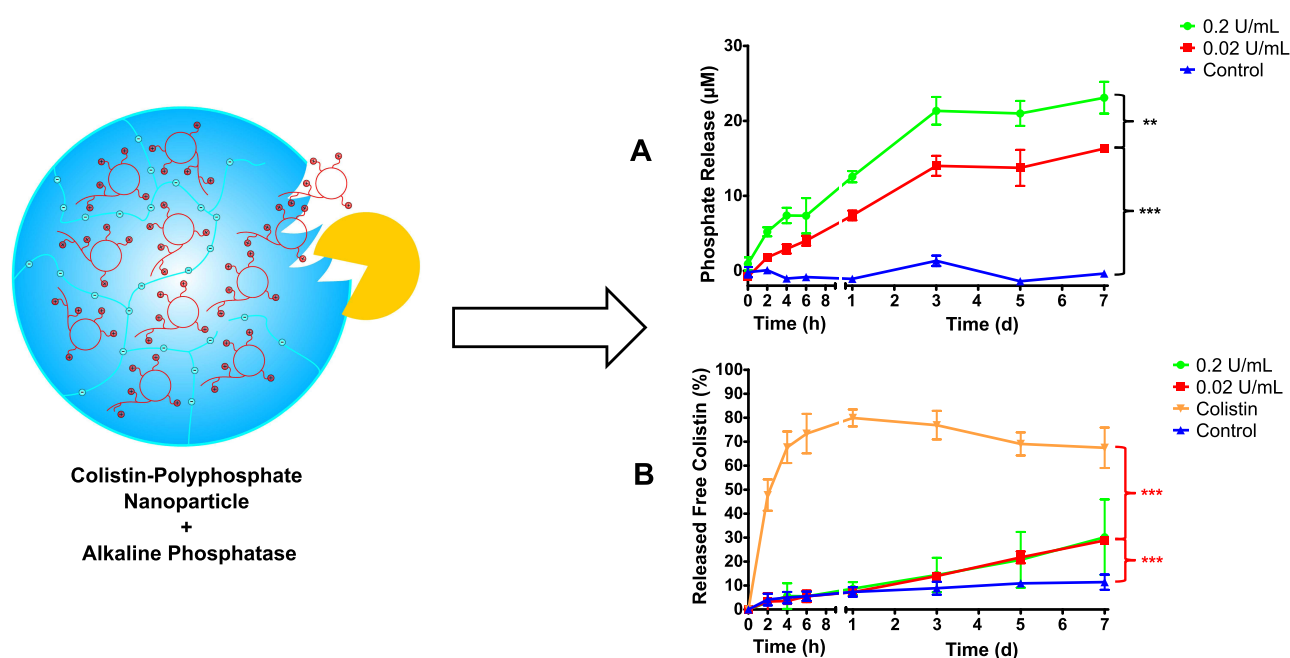 Colistin-Polyphosphate
Nanoparticle
+
Alkaline Phosphatase
A
Phosphate Release (µM)
30
20
10
0
0 2 4 6 8 1 2 3 4 5 6 7
Time (h) Time (d)
0.2 U/mL
0.02 U/mL
Control
**
***
B
Released Free Colistin (%)
100
90
80
70
60
50
40
30
20
10
0
0 2 4 6 8 1 2 3 4 5 6 7
Time (h) Time (d)
0.2 U/mL
0.02 U/mL
Colistin
Control
***
***